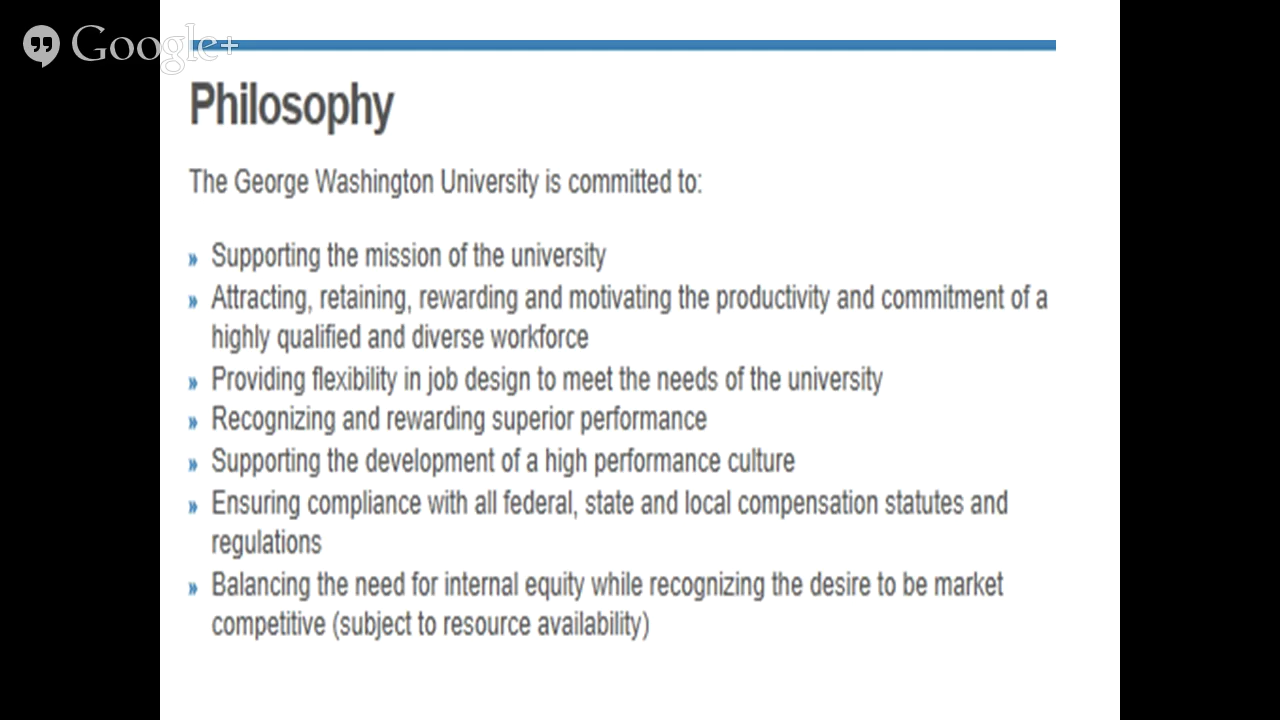 Google+
Philosophy
The George Washington University is committed to:
» Supporting the mission of the university
» Attracting, retaining, rewarding and motivating the productivity and commitment of a
highly qualified and diverse workforce
» Providing flexibility in job design to meet the needs of the university
» Recognizing and rewarding superior performance
» Supporting the development of a high performance culture
» Ensuring compliance with all federal, state and local compensation statutes and
regulations
» Balancing the need for internal equity while recognizing the desire to be market
competitive (subject to resource availability)